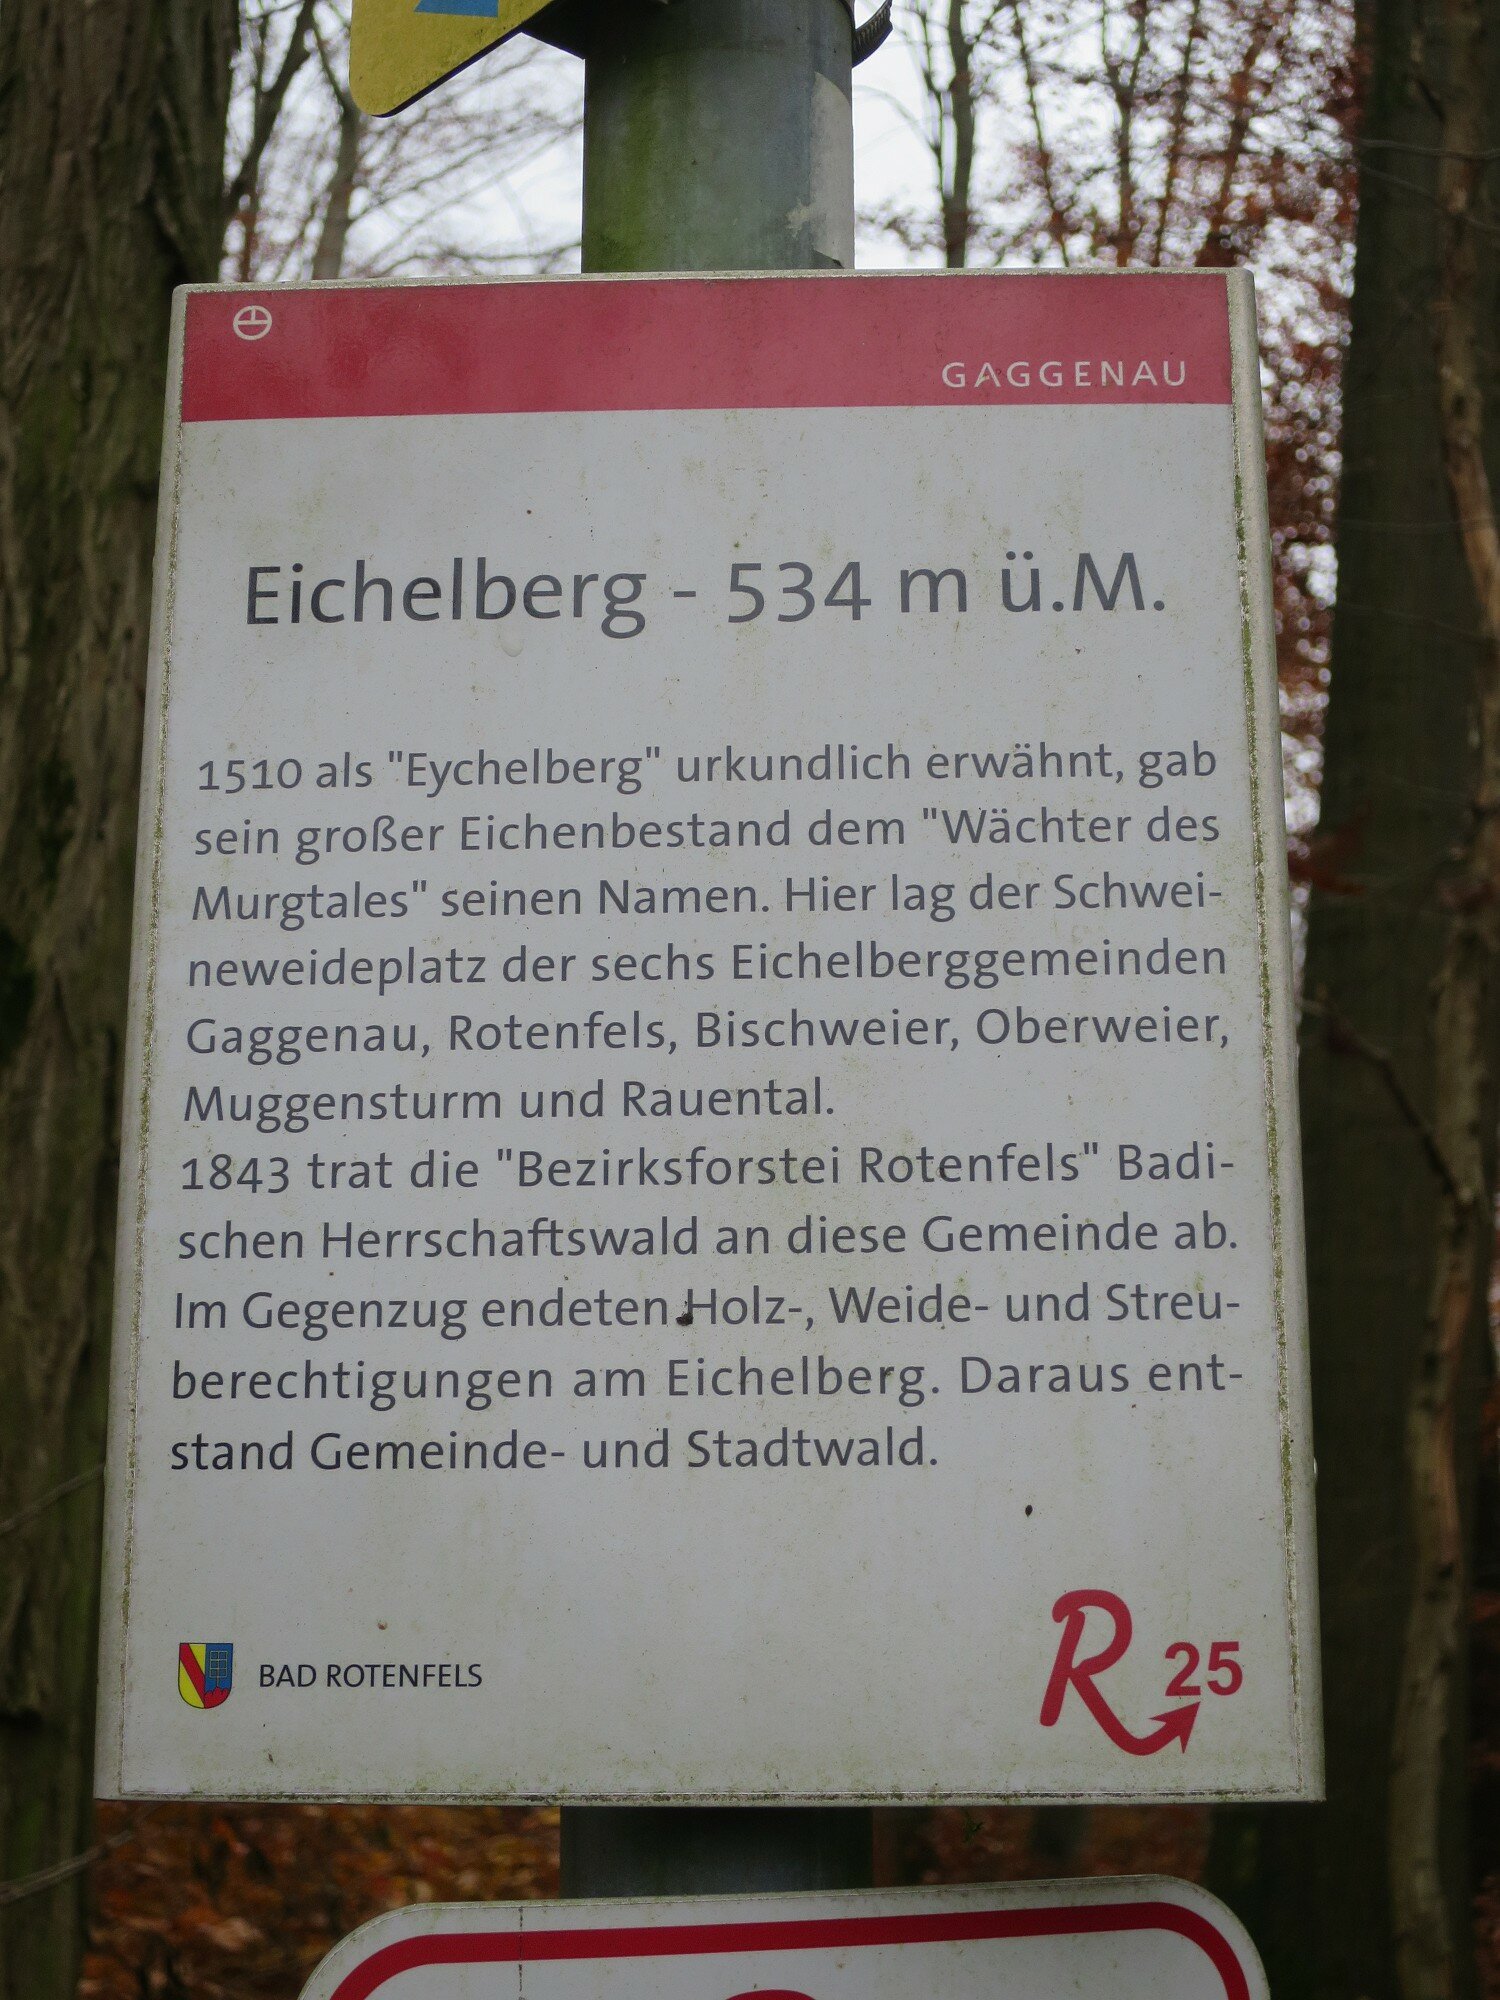 GAGGENAU
Eichelberg - 534 m ü.M.
1510 als "Eychelberg" urkundlich erwähnt, gab
sein großer Eichenbestand dem "Wächter des
Murgtales" seinen Namen. Hier lag der Schwei-
neweideplatz der sechs Eichelberggemeinden
Gaggenau, Rotenfels, Bischweier, Oberweier,
Muggensturm und Rauental.
1843 trat die "Bezirksforstei Rotenfels" Badi-
schen Herrschaftswald an diese Gemeinde ab.
Im Gegenzug endeten Holz-, Weide- und Streu-
berechtigungen am Eichelberg. Daraus ent-
stand Gemeinde- und Stadtwald.
BAD ROTENFELS
R 25